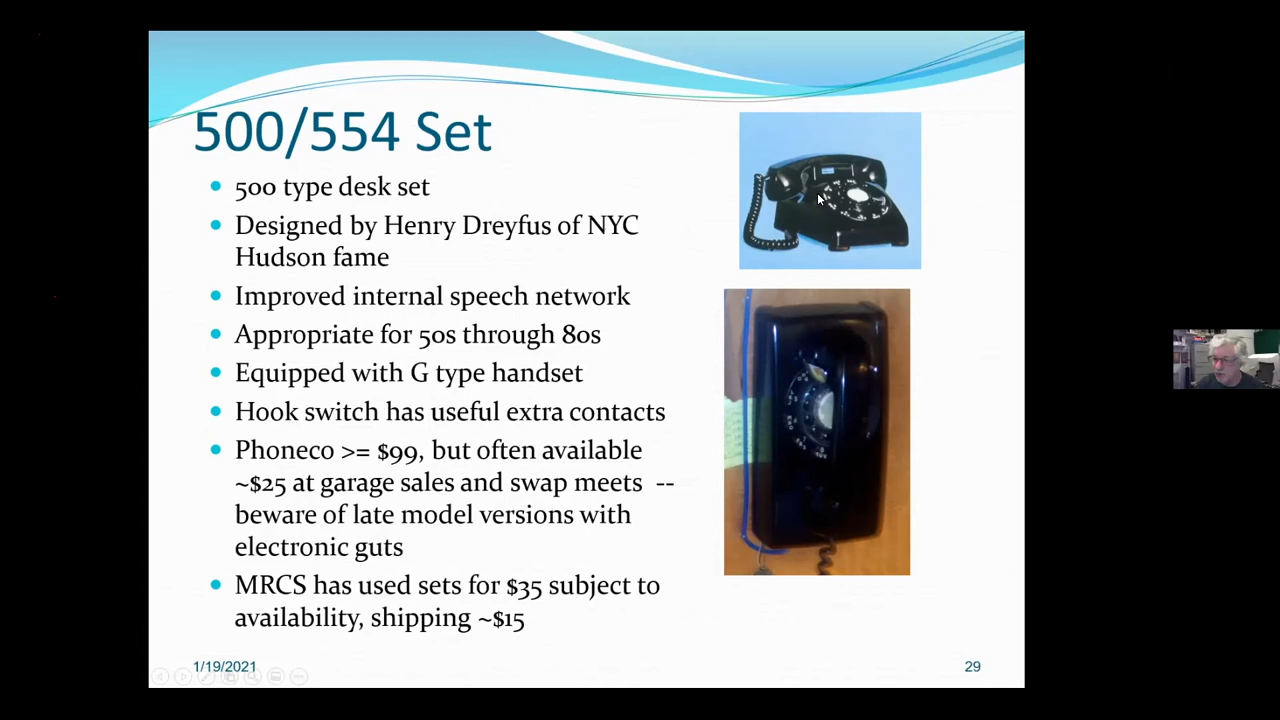 500/554 Set
500 type desk set
Designed by Henry Dreyfus of NYC
Hudson fame
Improved internal speech network
Appropriate for 50s through 80s
Equipped with G type handset
Hook switch has useful extra contacts
Phoneco >= $99, but often available
~$25 at garage sales and swap meets --
beware of late model versions with
electronic guts
MRCS has used sets for $35 subject to
availability, shipping ~$15
1/19/2021
29